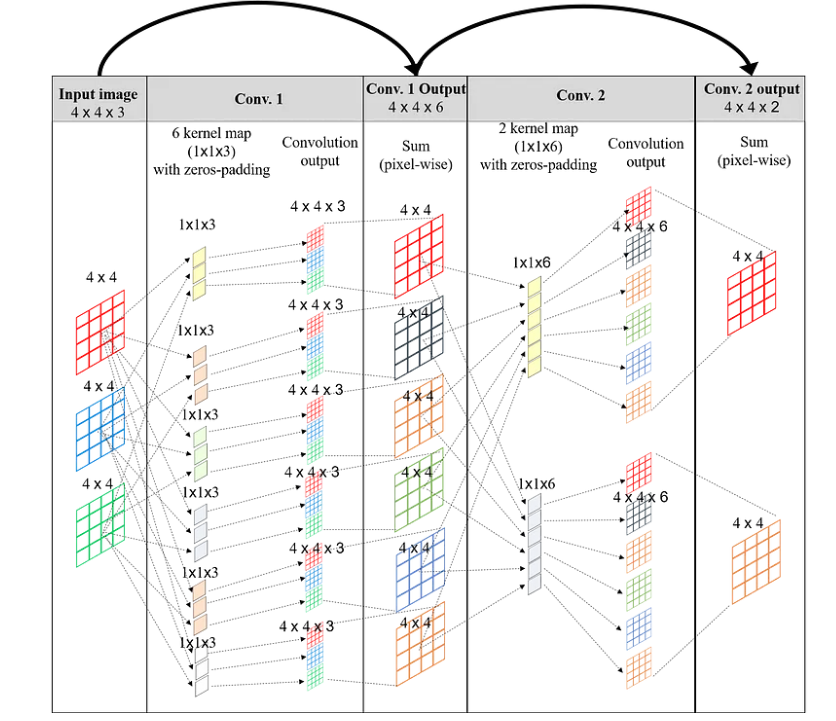 Input image
4 x 4 x 3
Conv. 1
Conv. 1 Output
4 x 4 x 6
Conv. 2
Conv. 2 output
4 x 4 x 2
6 kernel map
(1x1x3)
with zeros-padding
Convolution
output
Sum
(pixel-wise)
2 kernel map
(1x1x6)
with zeros-padding
Convolution
output
Sum
(pixel-wise)
4 x 4
4 x 4
4 x 4
1x1x3
1x1x3
1x1x3
1x1x3
1x1x3
1x1x3
4 x 4 x 3
4 x 4 x 3
4 x 4 x 3
4 x 4 x 3
4 x 4 x 3
4 x 4 x 3
4 x 4
4 x 4
4 x 4
4 x 4
4 x 4
4 x 4
1x1x6
1x1x6
4 x 4 x 6
4 x 4 x 6
4 x 4
4 x 4